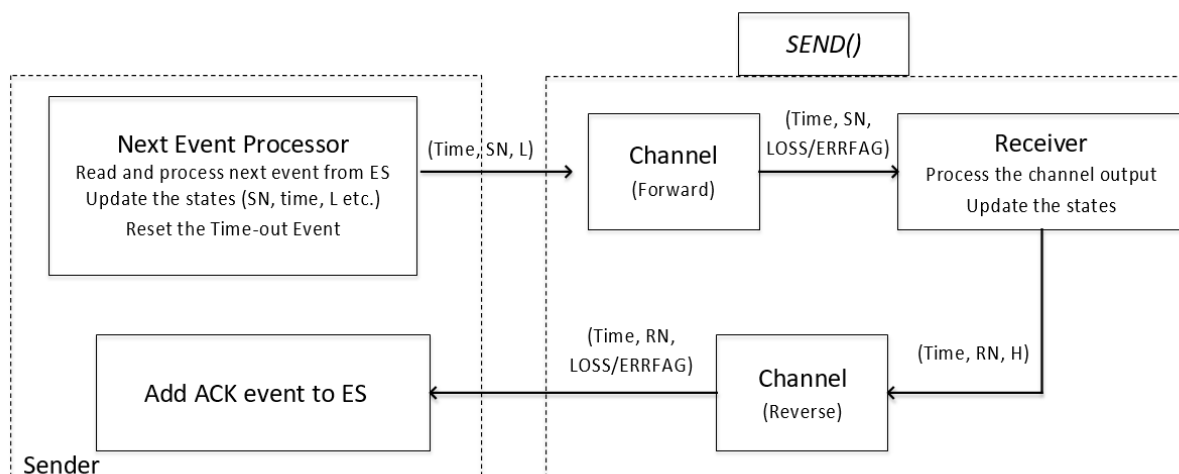 SEND()
Next Event Processor
Read and process next event from ES
Update the states (SN, time, L etc.)
Reset the Time-out Event
(Time, SN, L)
Channel
(Forward)
(Time, SN,
LOSS/ERRFAG)
Receiver
Process the channel output
Update the states
(Time, RN, H)
Channel
(Reverse)
(Time, RN,
LOSS/ERRFAG)
Add ACK event to ES
Sender